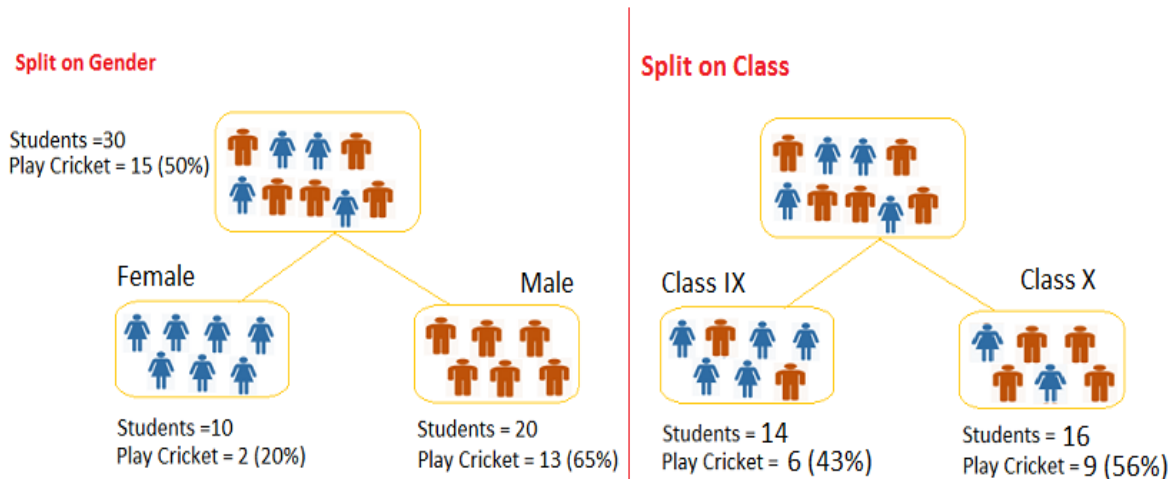 Split on Gender
Students =30
Play Cricket = 15 (50%)
Female
Male
Students =10
Play Cricket = 2 (20%)
Students = 20
Play Cricket = 13 (65%)
Split on Class
Class IX
Class X
Students = 14
Play Cricket = 6 (43%)
Students = 16
Play Cricket = 9 (56%)